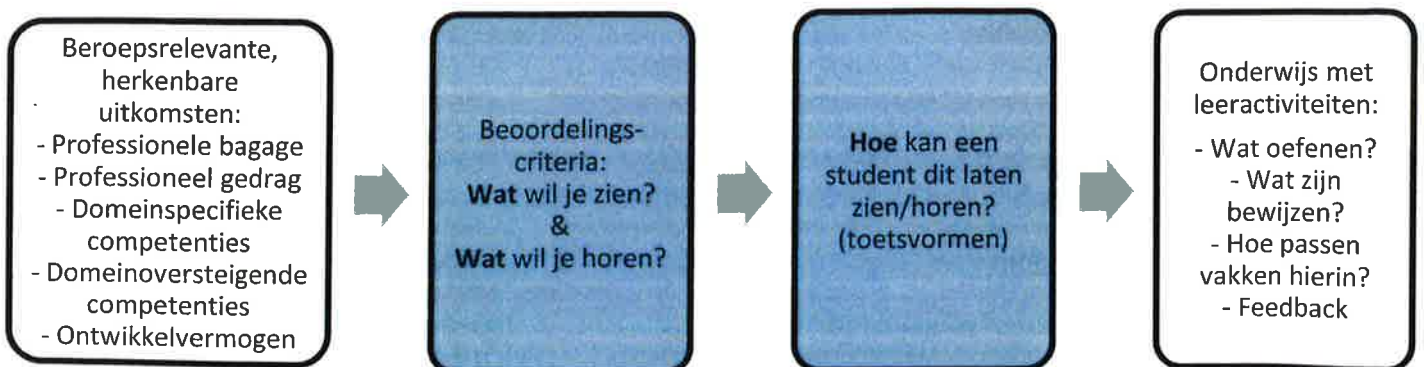 Beroepsrelevante,
herkenbare
uitkomsten:
- Professionele bagage
- Professioneel gedrag
- Domeinspecifieke
competenties
- Domeinoversteigende
competenties
- Ontwikkelvermogen
Beoordelings-
criteria:
Wat wil je zien?
&
Wat wil je horen?
Hoe kan een
student dit laten
zien/horen?
(toetsvormen)
Onderwijs met
leeractiviteiten:
- Wat oefenen?
- Wat zijn
bewijzen?
- Hoe passen
vakken hierin?
- Feedback